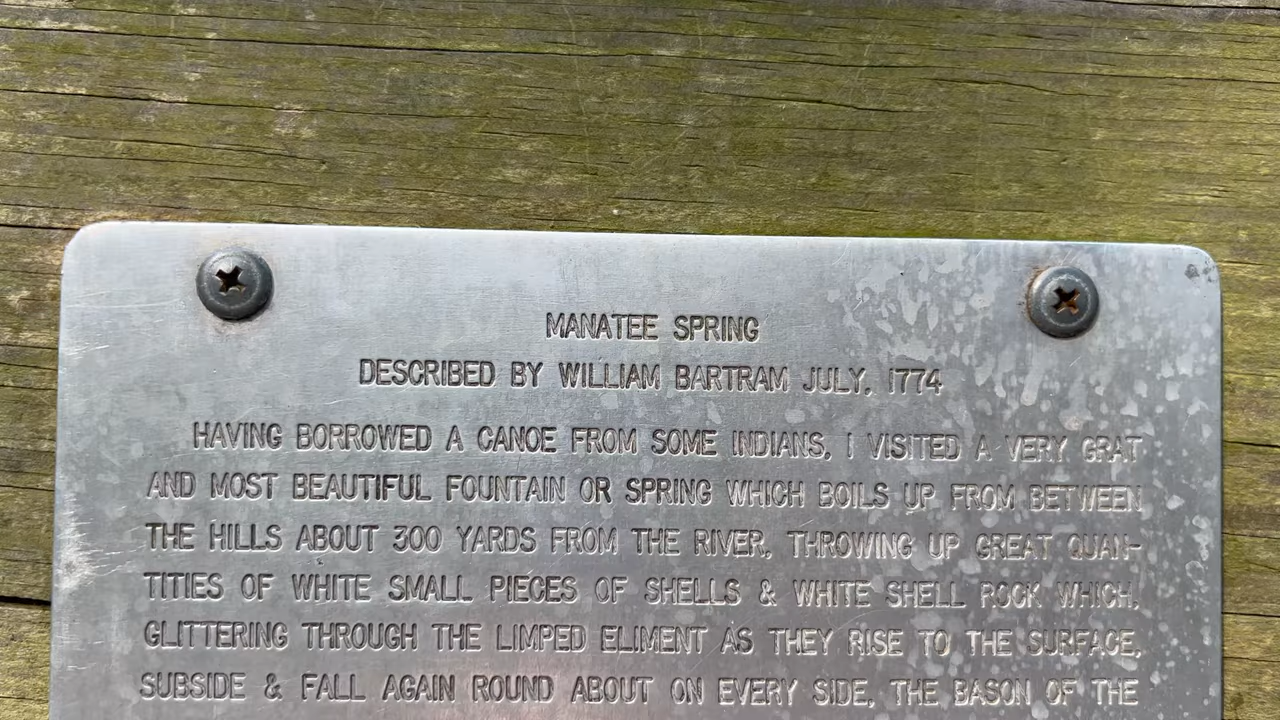 MANATEE SPRING
DESCRIBED BY WILLIAM BARTRAM JULY, 1774
HAVING BORROWED A CANOE FROM SOME INDIANS, I VISITED A VERY GRAT
AND MOST BEAUTIFUL FOUNTAIN OR SPRING WHICH BOILS UP FROM BETWEEN
THE HILLS ABOUT 300 YARDS FROM THE RIVER, THROWING UP GREAT QUAN-
TITIES OF WHITE SMALL PIECES OF SHELLS & WHITE SHELL ROCK WHICH,
GLITTERING THROUGH THE LIMPED ELIMENT AS THEY RISE TO THE SURFACE,
SUBSIDE & FALL AGAIN ROUND ABOUT ON EVERY SIDE, THE BASON OF THE